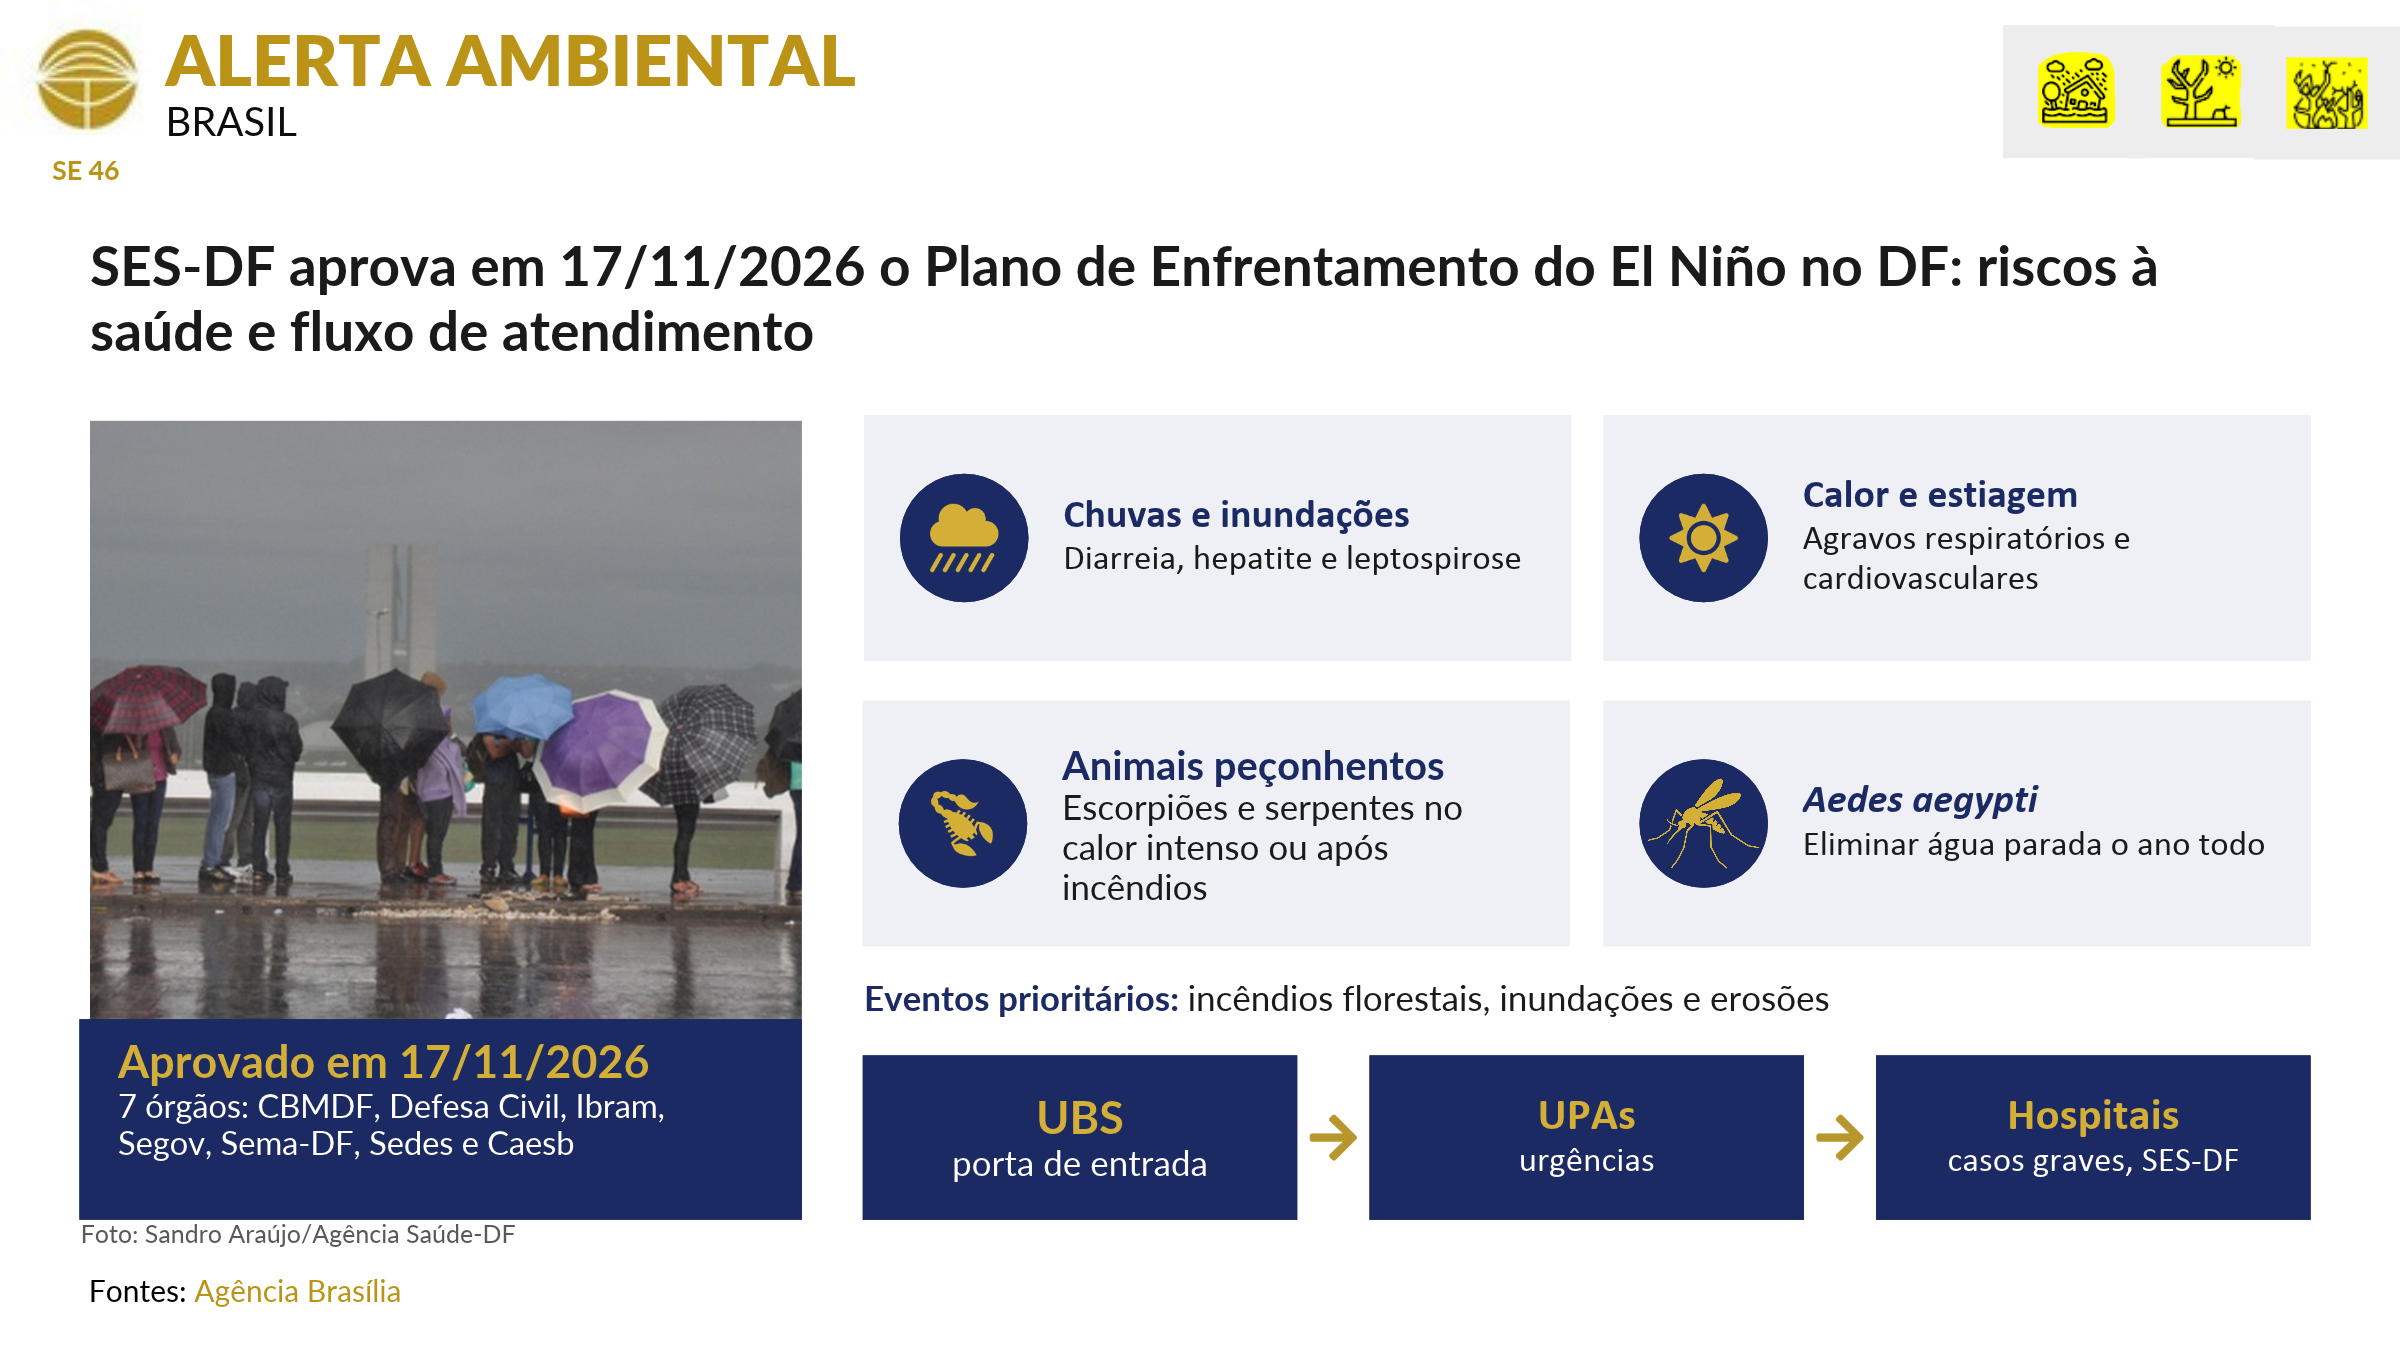 ALERTA AMBIENTAL
BRASIL
SE 46
SES-DF aprova em 17/11/2026 o Plano de Enfrentamento do El Niño no DF: riscos à
saúde e fluxo de atendimento
Chuvas e inundações
Diarreia, hepatite e leptospirose
Calor e estiagem
Agravos respiratórios e
cardiovasculares
Animais peçonhentos
Escorpiões e serpentes no
calor intenso ou após
incêndios
Aedes aegypti
Eliminar água parada o ano todo
Eventos prioritários: incêndios florestais, inundações e erosões
Aprovado em 17/11/2026
7 órgãos: CBMDF, Defesa Civil, Ibram,
Segov, Sema-DF, Sedes e Caesb
UBS
porta de entrada
UPAs
urgências
Hospitais
casos graves, SES-DF
Foto: Sandro Araújo/Agência Saúde-DF
Fontes: Agência Brasília